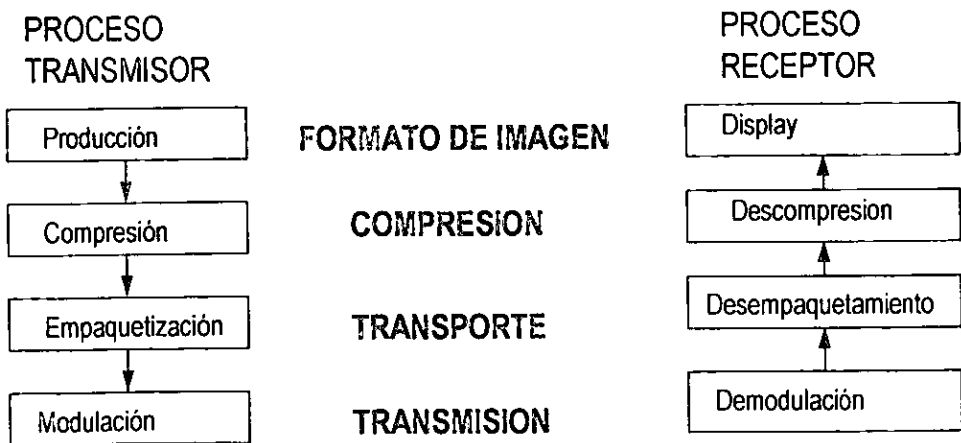 PROCESO
TRANSMISOR
PROCESO
RECEPTOR
Producción
FORMATO DE IMAGEN
Display
Compresión
COMPRESION
Descompresion
Empaquetización
TRANSPORTE
Desempaquetamiento
Modulación
TRANSMISION
Demodulación